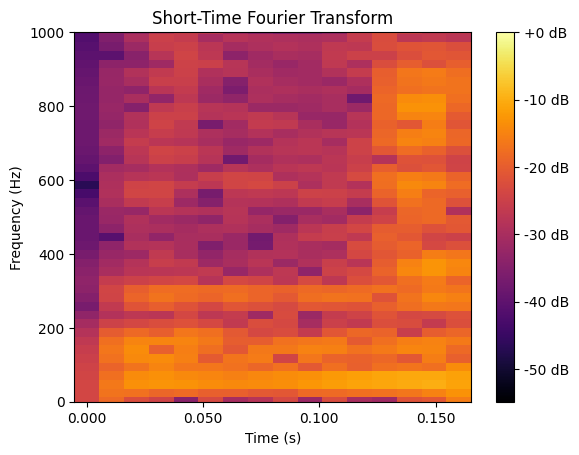 Short-Time Fourier Transform
1000
800
600
400
200
0
Frequency (Hz)
0.000
0.050
0.100
0.150
Time (s)
+0 dB
-10 dB
-20 dB
-30 dB
-40 dB
-50 dB